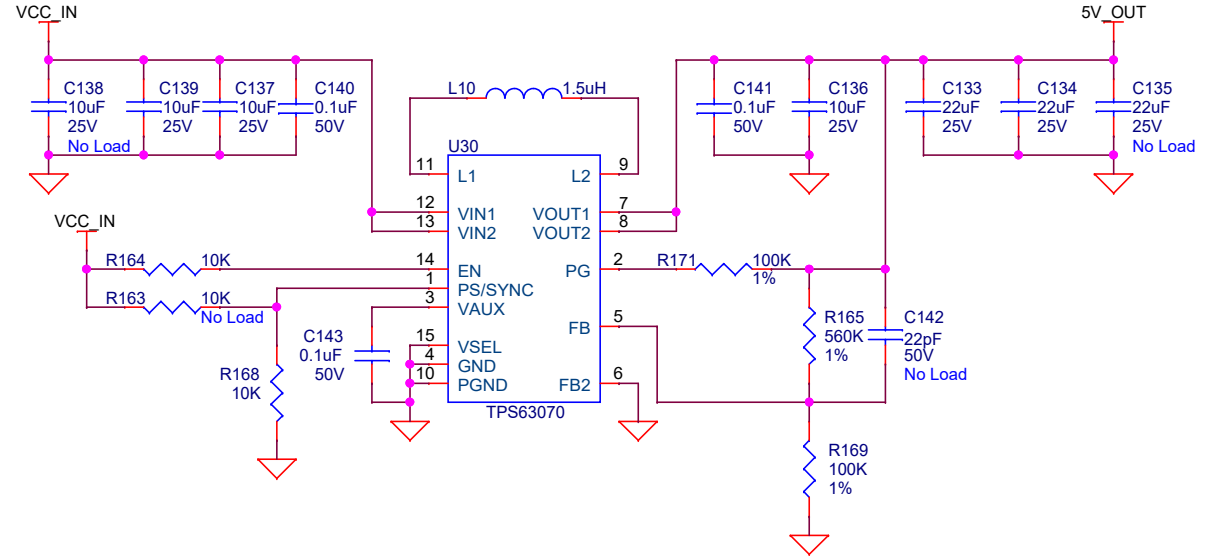 VCC_IN
5V_OUT
C138
10uF
25V
No Load
C139
10uF
25V
C137
10uF
25V
C140
0.1uF
50V
L10
1.5uH
C141
0.1uF
50V
C136
10uF
25V
C133
22uF
25V
C134
22uF
25V
C135
22uF
25V
No Load
U30
11
L1
L2
9
12
VIN1
VOUT1
7
13
VIN2
VOUT2
8
VCC_IN
R164
10K
14
EN
PG
2
R171
100K
1%
R163
10K
No Load
1
PS/SYNC
3
VAUX
FB
5
R165
560K
1%
C142
22pF
50V
No Load
C143
0.1uF
50V
15
VSEL
4
GND
10
PGND
FB2
6
R168
10K
TPS63070
R169
100K
1%